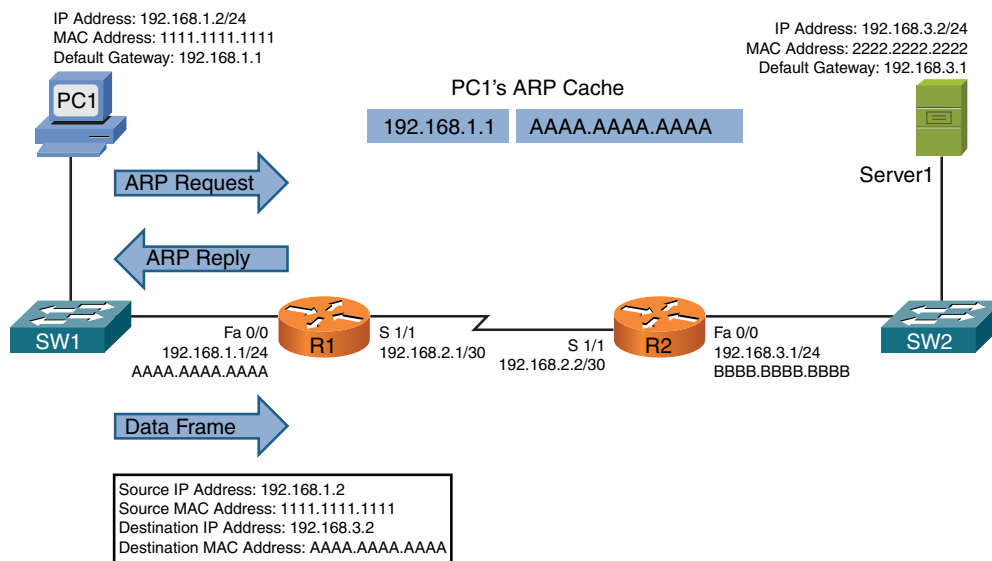 IP Address: 192.168.1.2/24
MAC Address: 1111.1111.1111
Default Gateway: 192.168.1.1
IP Address: 192.168.3.2/24
MAC Address: 2222.2222.2222
Default Gateway: 192.168.3.1
PC1
PC1's ARP Cache
192.168.1.1 AAAA.AAAA.AAAA
Server1
ARP Request
ARP Reply
SW1
Fa 0/0
192.168.1.1/24
AAAA.AAAA.AAAA
R1
S 1/1
192.168.2.1/30
S 1/1
192.168.2.2/30
R2
Fa 0/0
192.168.3.1/24
BBBB.BBBB.BBBB
SW2
Data Frame
Source IP Address: 192.168.1.2
Source MAC Address: 1111.1111.1111
Destination IP Address: 192.168.3.2
Destination MAC Address: AAAA.AAAA.AAAA